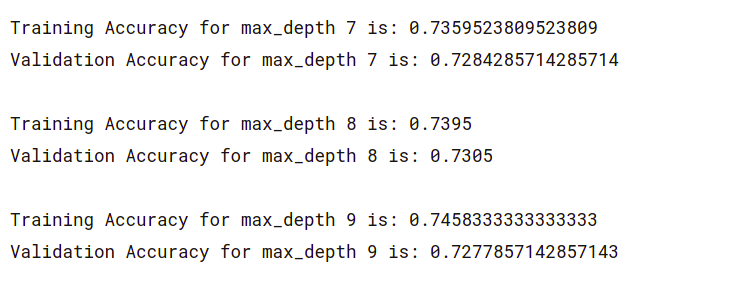 Training Accuracy for max_depth 7 is: 0.7359523809523809
Validation Accuracy for max_depth 7 is: 0.7284285714285714
Training Accuracy for max_depth 8 is: 0.7395
Validation Accuracy for max_depth 8 is: 0.7305
Training Accuracy for max_depth 9 is: 0.7458333333333333
Validation Accuracy for max_depth 9 is: 0.7277857142857143